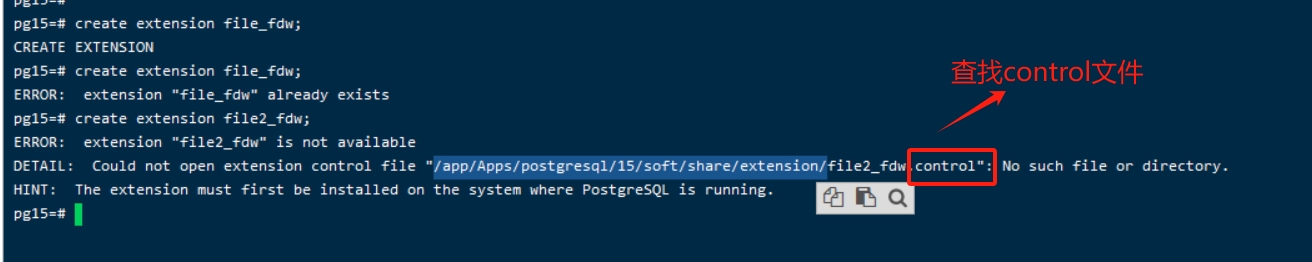 pg15=#
pg15=# create extension file_fdw;
CREATE EXTENSION
pg15=# create extension file_fdw;
ERROR:  extension "file_fdw" already exists
pg15=# create extension file2_fdw;
ERROR:  extension "file2_fdw" is not available
DETAIL:  Could not open extension control file "/app/Apps/postgresql/15/soft/share/extension/file2_fdw.control": No such file or directory.
HINT:  The extension must first be installed on the system where PostgreSQL is running.
pg15=#
查找control文件